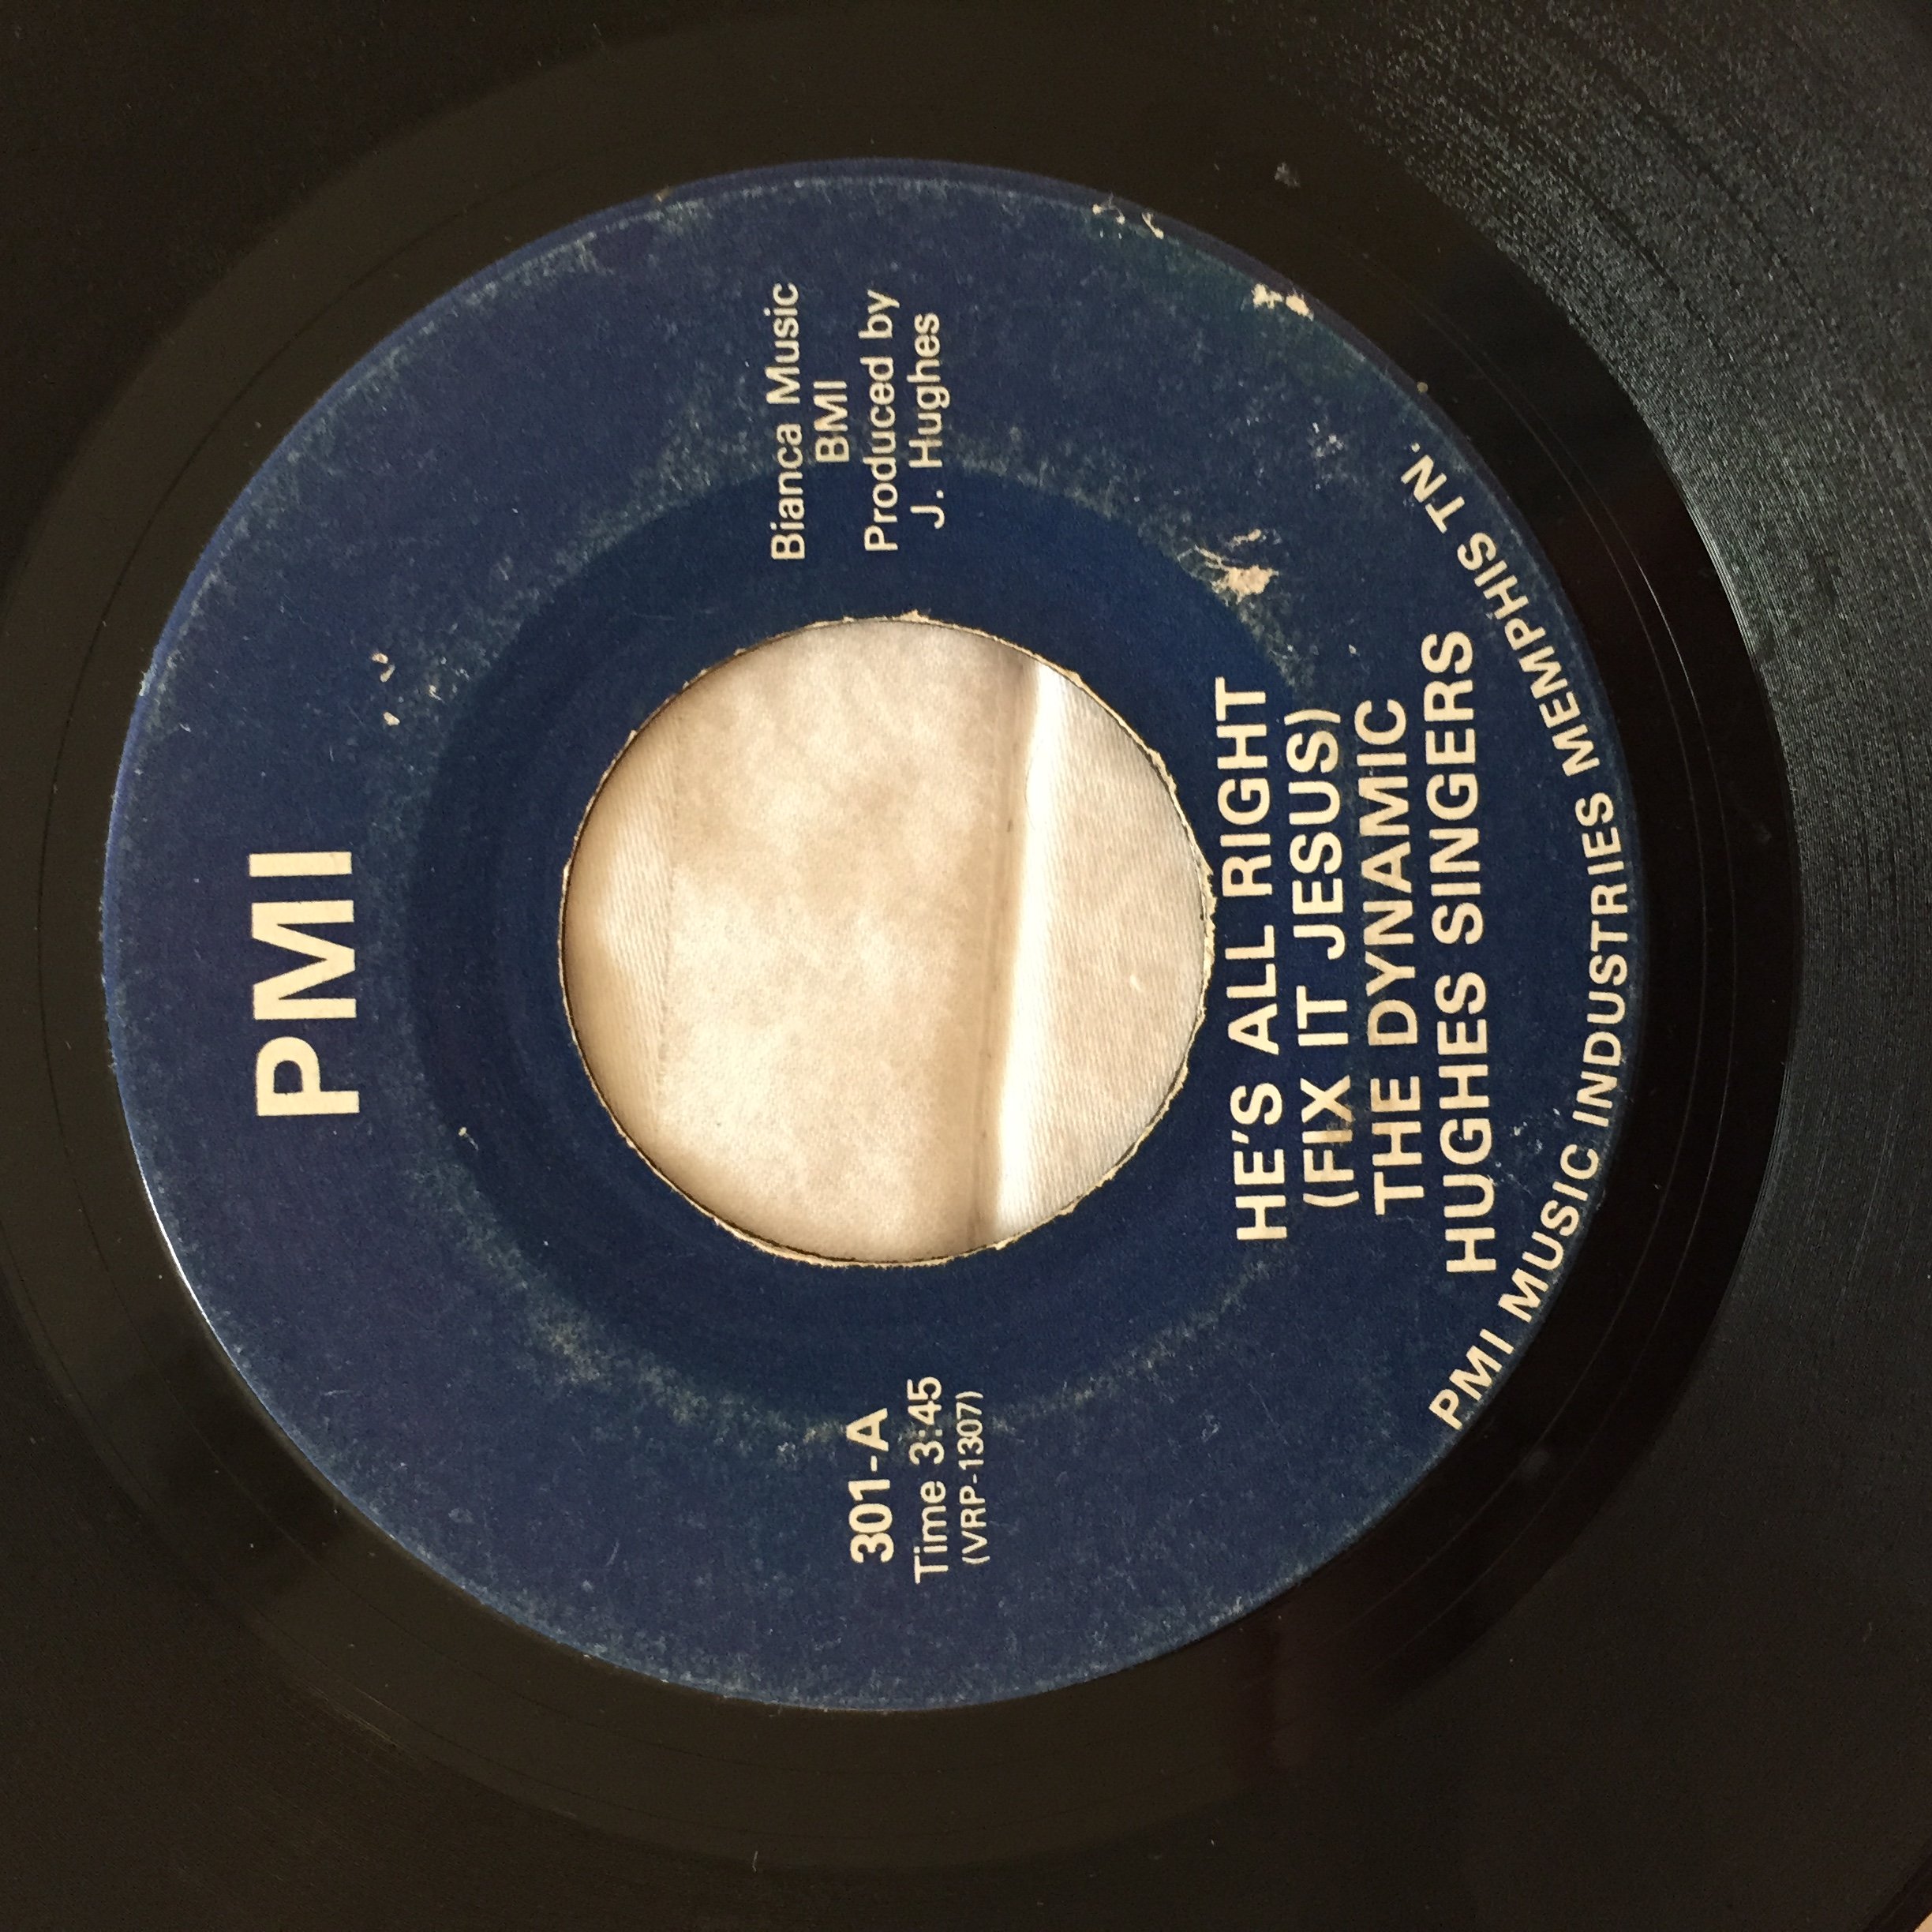 PMI
Bianca Music
BMI
Produced by
J. Hughes
301-A
Time 3:45
(VRP-1307)
HE'S ALL RIGHT
(FIX IT JESUS)
THE DYNAMIC
HUGHES SINGERS
PMI MUSIC INDUSTRIES MEMPHIS TN.